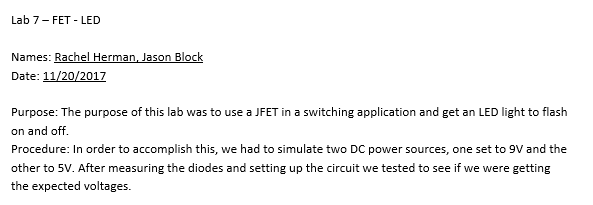 Lab 7 – FET - LED
Names: Rachel Herman, Jason Block
Date: 11/20/2017
Purpose: The purpose of this lab was to use a JFET in a switching application and get an LED light to flash
on and off.
Procedure: In order to accomplish this, we had to simulate two DC power sources, one set to 9V and the
other to 5V. After measuring the diodes and setting up the circuit we tested to see if we were getting
the expected voltages.